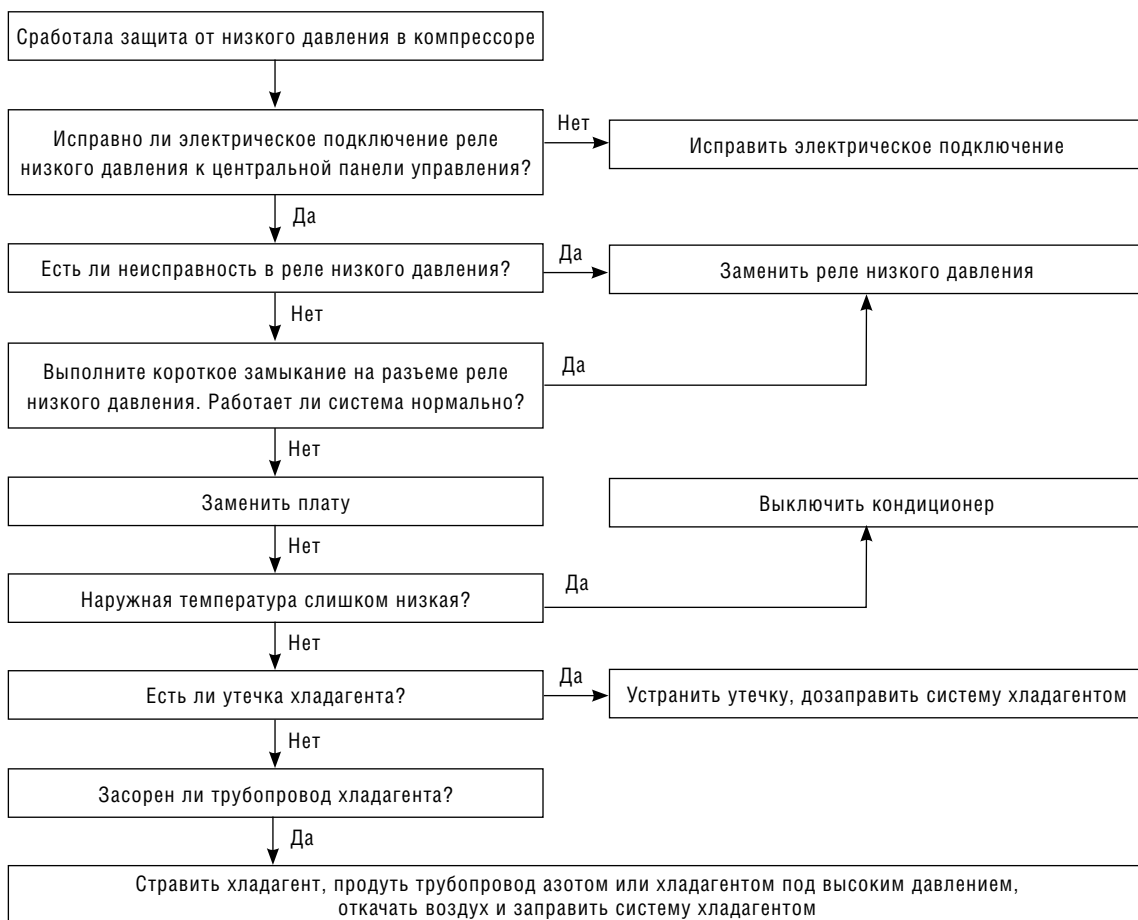 Сработала защита от низкого давления в компрессоре
Исправно ли электрическое подключение реле
низкого давления к центральной панели управления?
Нет
Исправить электрическое подключение
Да
Есть ли неисправность в реле низкого давления?
Да
Заменить реле низкого давления
Нет
Выполните короткое замыкание на разъеме реле
низкого давления. Работает ли система нормально?
Да
Нет
Заменить плату
Выключить кондиционер
Нет
Наружная температура слишком низкая?
Да
Нет
Есть ли утечка хладагента?
Да
Устранить утечку, дозаправить систему хладагентом
Нет
Засорен ли трубопровод хладагента?
Да
Стравить хладагент, продуть трубопровод азотом или хладагентом под высоким давлением,
откачать воздух и заправить систему хладагентом